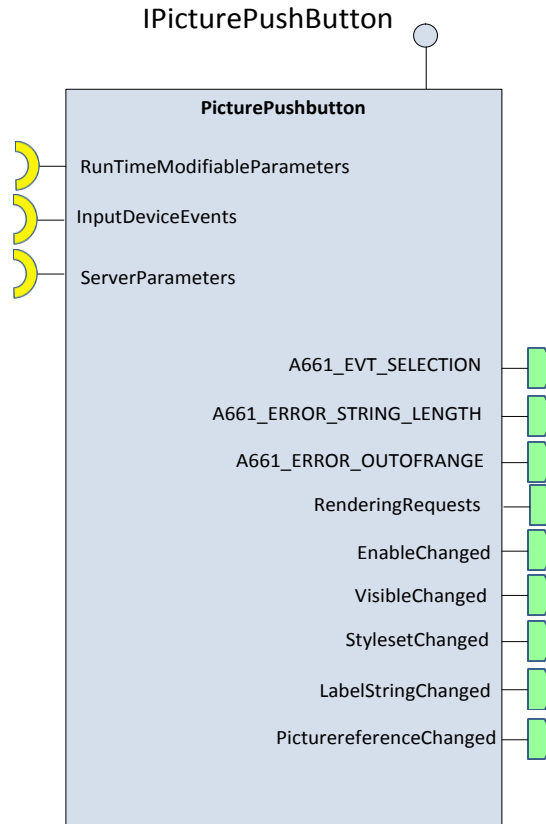 IPicturePushButton
PicturePushbutton
RunTimeModifiableParameters
InputDeviceEvents
ServerParameters
A661_EVT_SELECTION
A661_ERROR_STRING_LENGTH
A661_ERROR_OUTOFRANGE
RenderingRequests
EnableChanged
VisibleChanged
StylesetChanged
LabelStringChanged
PicturereferenceChanged